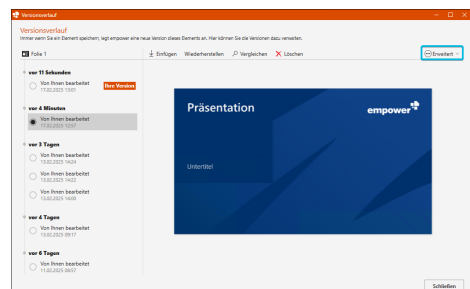 Versionsverlauf
Versionsverlauf
Immer wenn Sie ein Element speichern, legt empower eine neue Version dieses Elements an. Hier können Sie die Versionen dazu verwalten.
Folie 1
Einfügen Wiederherstellen Vergleichen Löschen Erweitert
vor 11 Sekunden
Von Ihnen bearbeitet
17.02.2025 13:01
Ihre Version
vor 4 Minuten
Von Ihnen bearbeitet
17.02.2025 12:57
vor 3 Tagen
Von Ihnen bearbeitet
13.02.2025 14:24
Von Ihnen bearbeitet
13.02.2025 14:22
Von Ihnen bearbeitet
13.02.2025 14:00
vor 4 Tagen
Von Ihnen bearbeitet
13.02.2025 09:17
vor 6 Tagen
Von Ihnen bearbeitet
11.02.2025 08:57
Präsentation
empower
Untertitel
Schließen